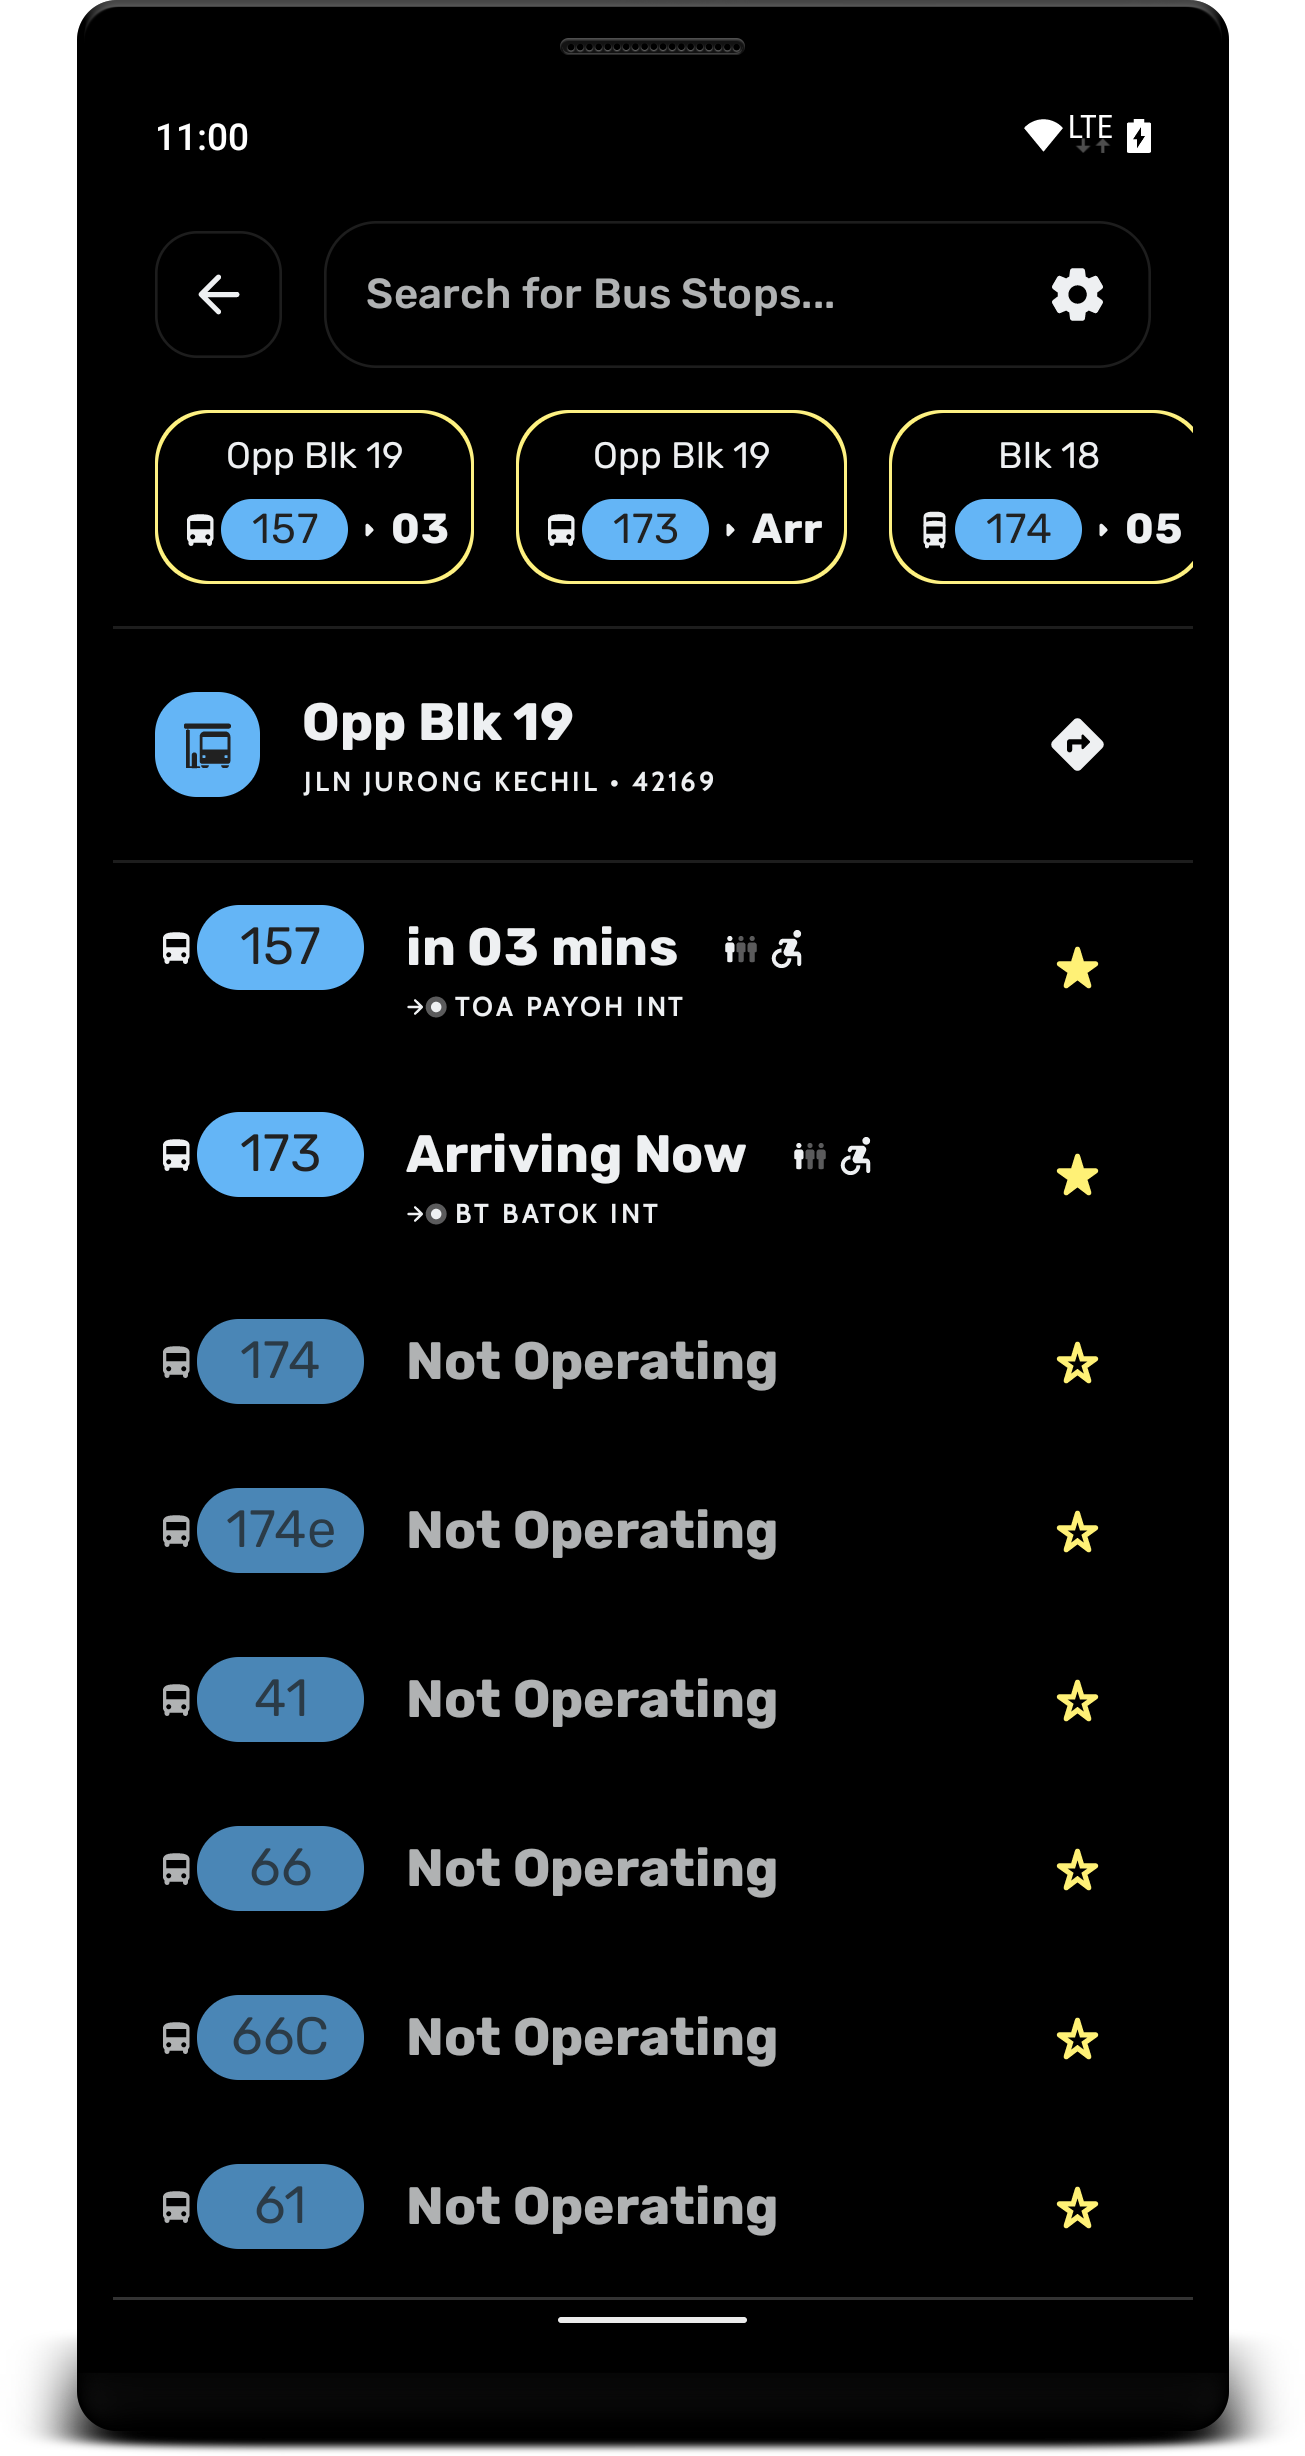 11:00
LTE
Search for Bus Stops...
Opp Blk 19
157 03
Opp Blk 19
173 Arr
Blk 18
174 05
Opp Blk 19
JLN JURONG KECHIL • 42169
157 in 03 mins
TOA PAYOH INT
173 Arriving Now
BT BATOK INT
174 Not Operating
174e Not Operating
41 Not Operating
66 Not Operating
66C Not Operating
61 Not Operating